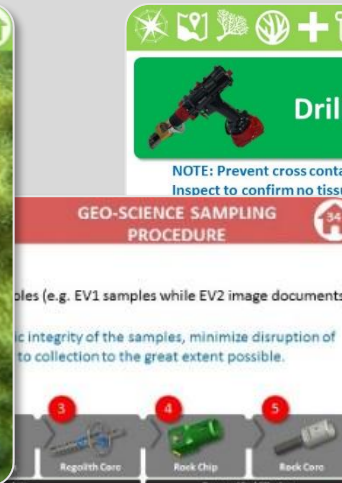 Dril
NOTE: Prevent cross conta
Inspect to confirm no tissu
GEO-SCIENCE SAMPLING
PROCEDURE
34
ples (e.g. EV1 samples while EV2 image documents
ic integrity of the samples, minimize disruption of
to collection to the great extent possible.
3
4
5
Regolith Core
Rock Chip
Rock Core